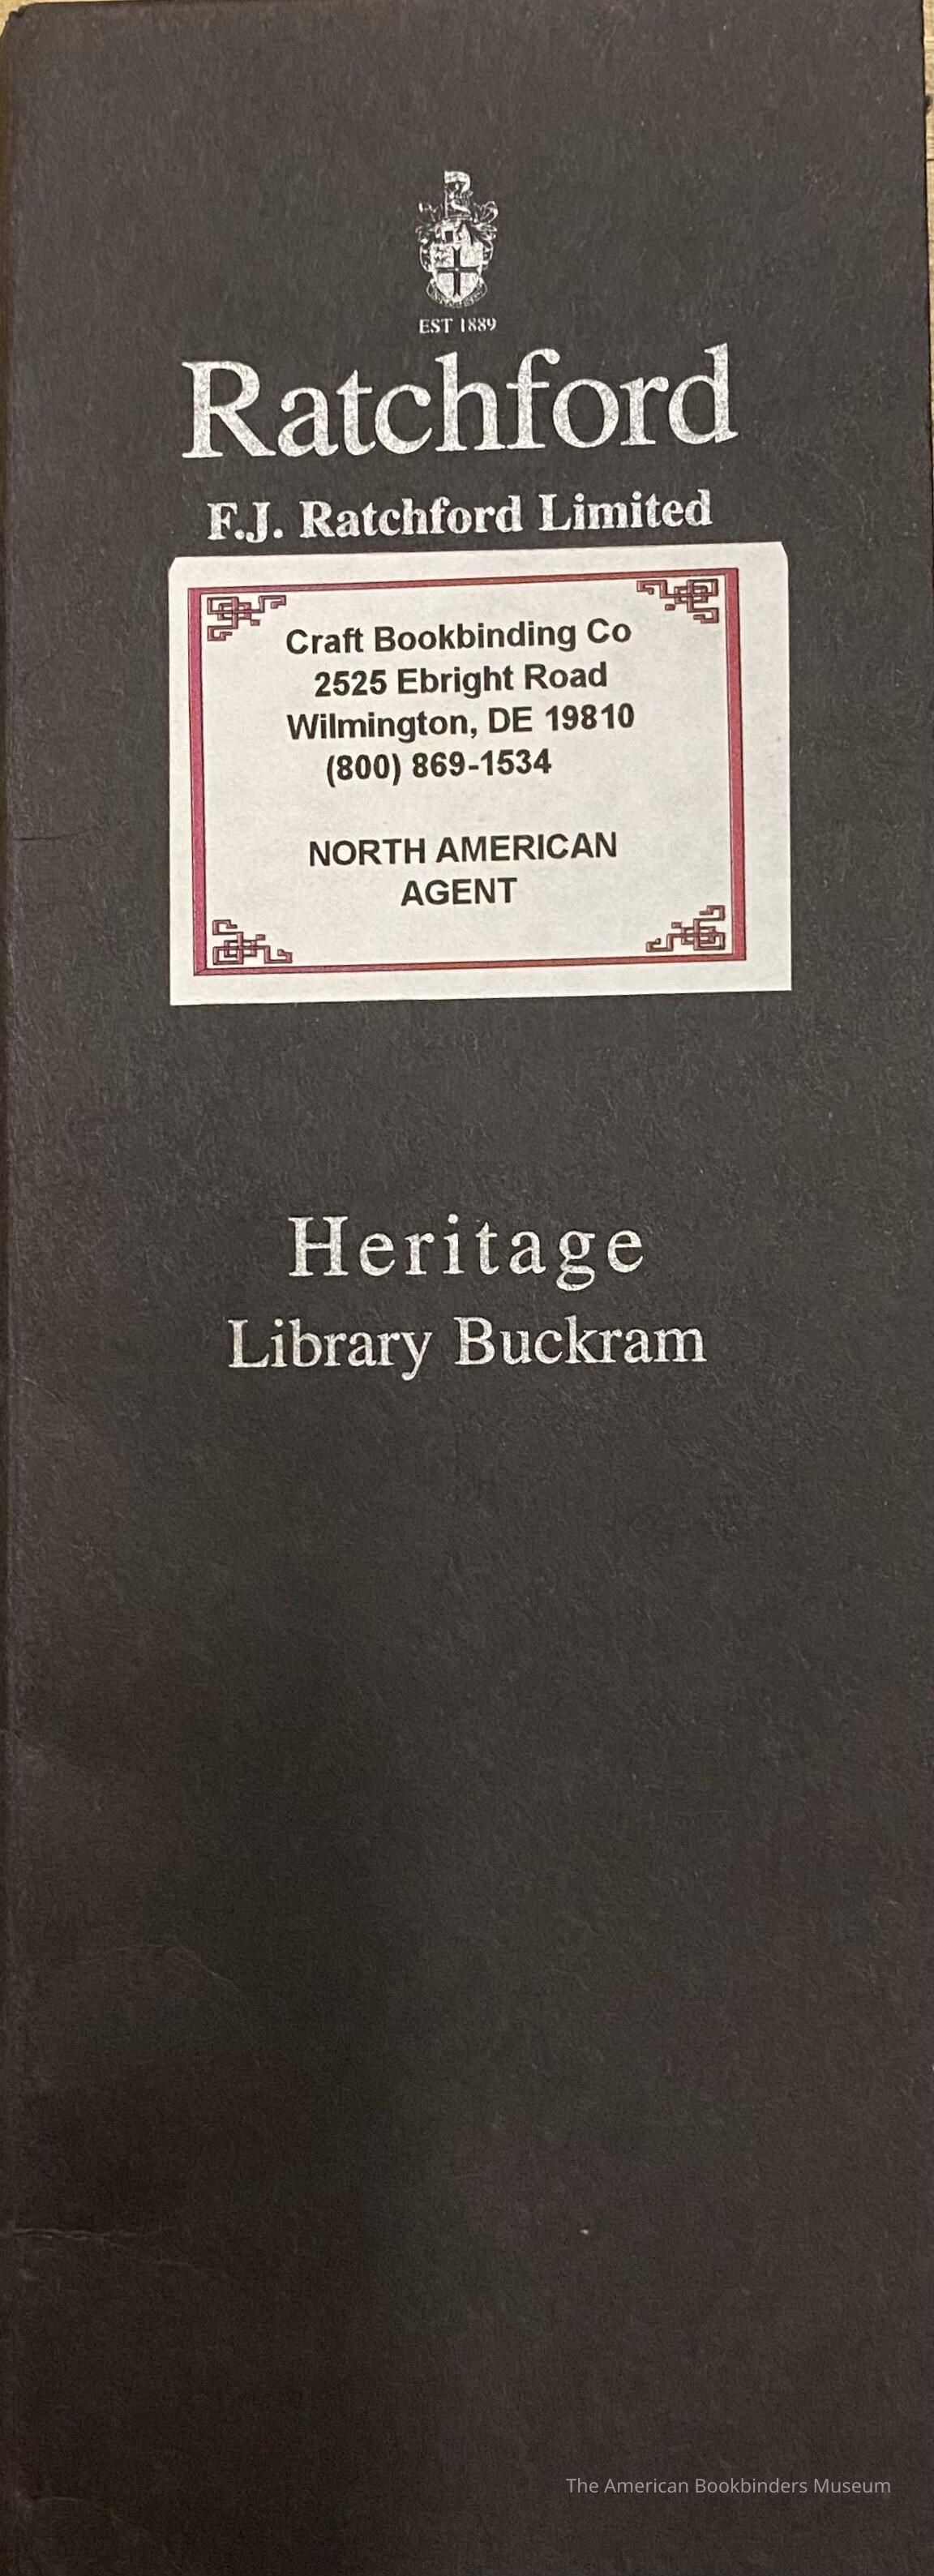 EST 1889
Ratchford
F.J. Ratchford Limited
Craft Bookbinding Co
2525 Ebright Road
Wilmington, DE 19810
(800) 869-1534
NORTH AMERICAN
AGENT
Heritage
Library Buckram
The American Bookbinders Museum